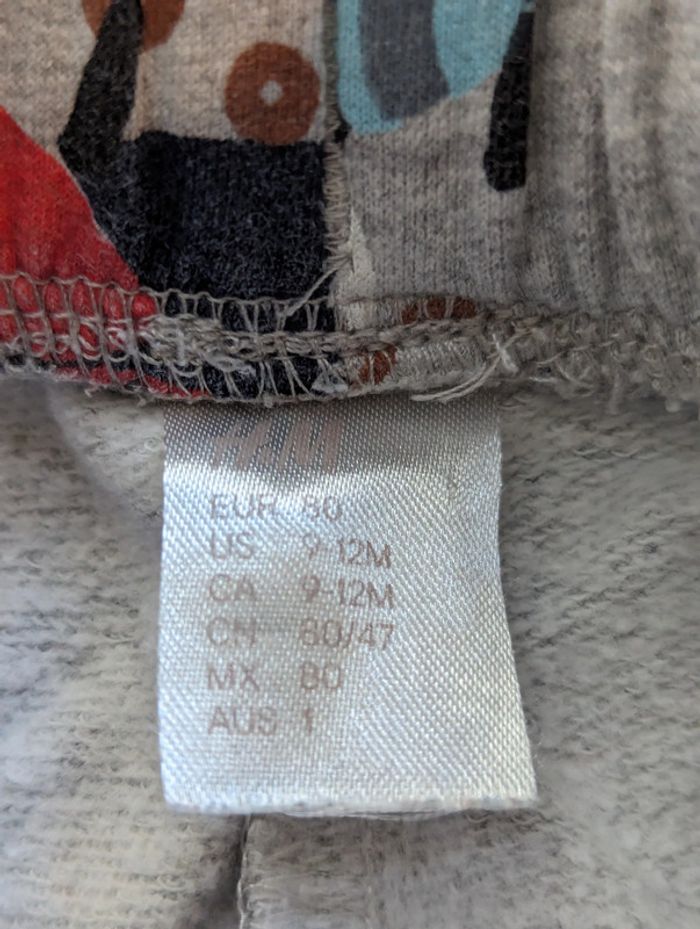 H&M
EUR 80
US 9-12M
CA 9-12M
CN 80/47
MX 80
AUS 1